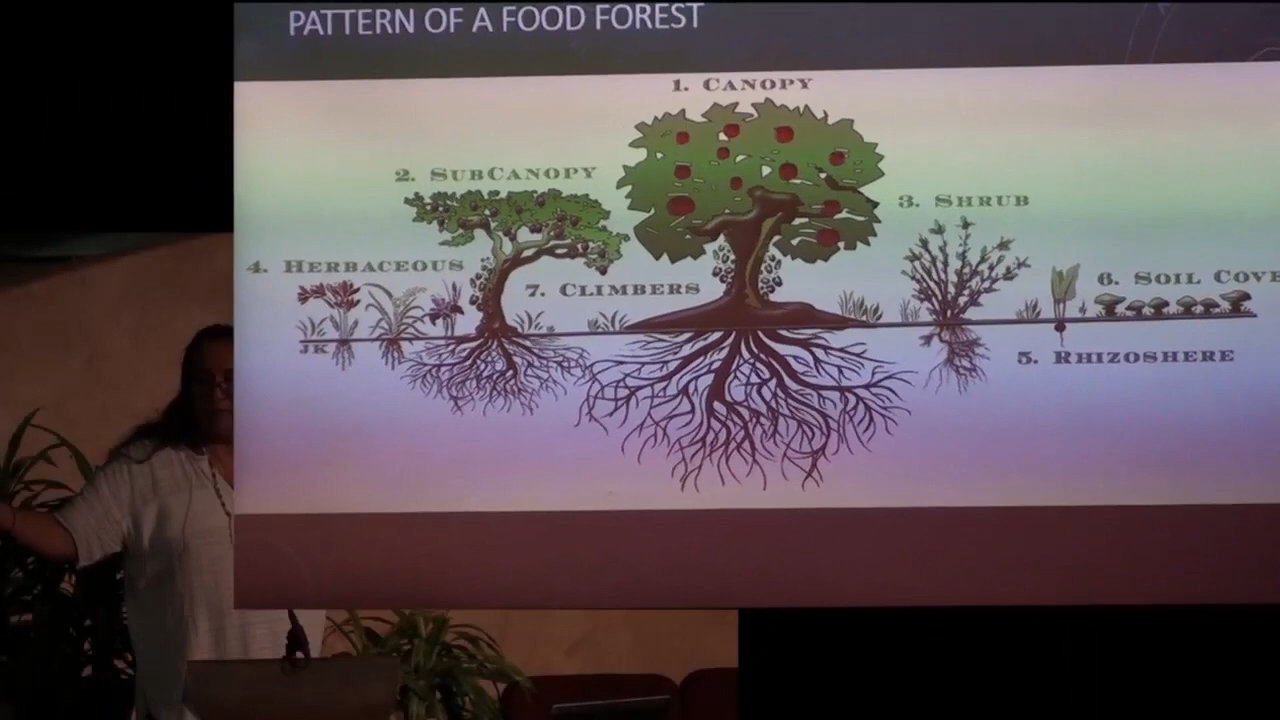 PATTERN OF A FOOD FOREST
1. CANOPY
2. SUBCANOPY
3. SHRUB
4. HERBACEOUS
7. CLIMBERS
6. SOIL COVE
JK
5. RHIZOSHERE